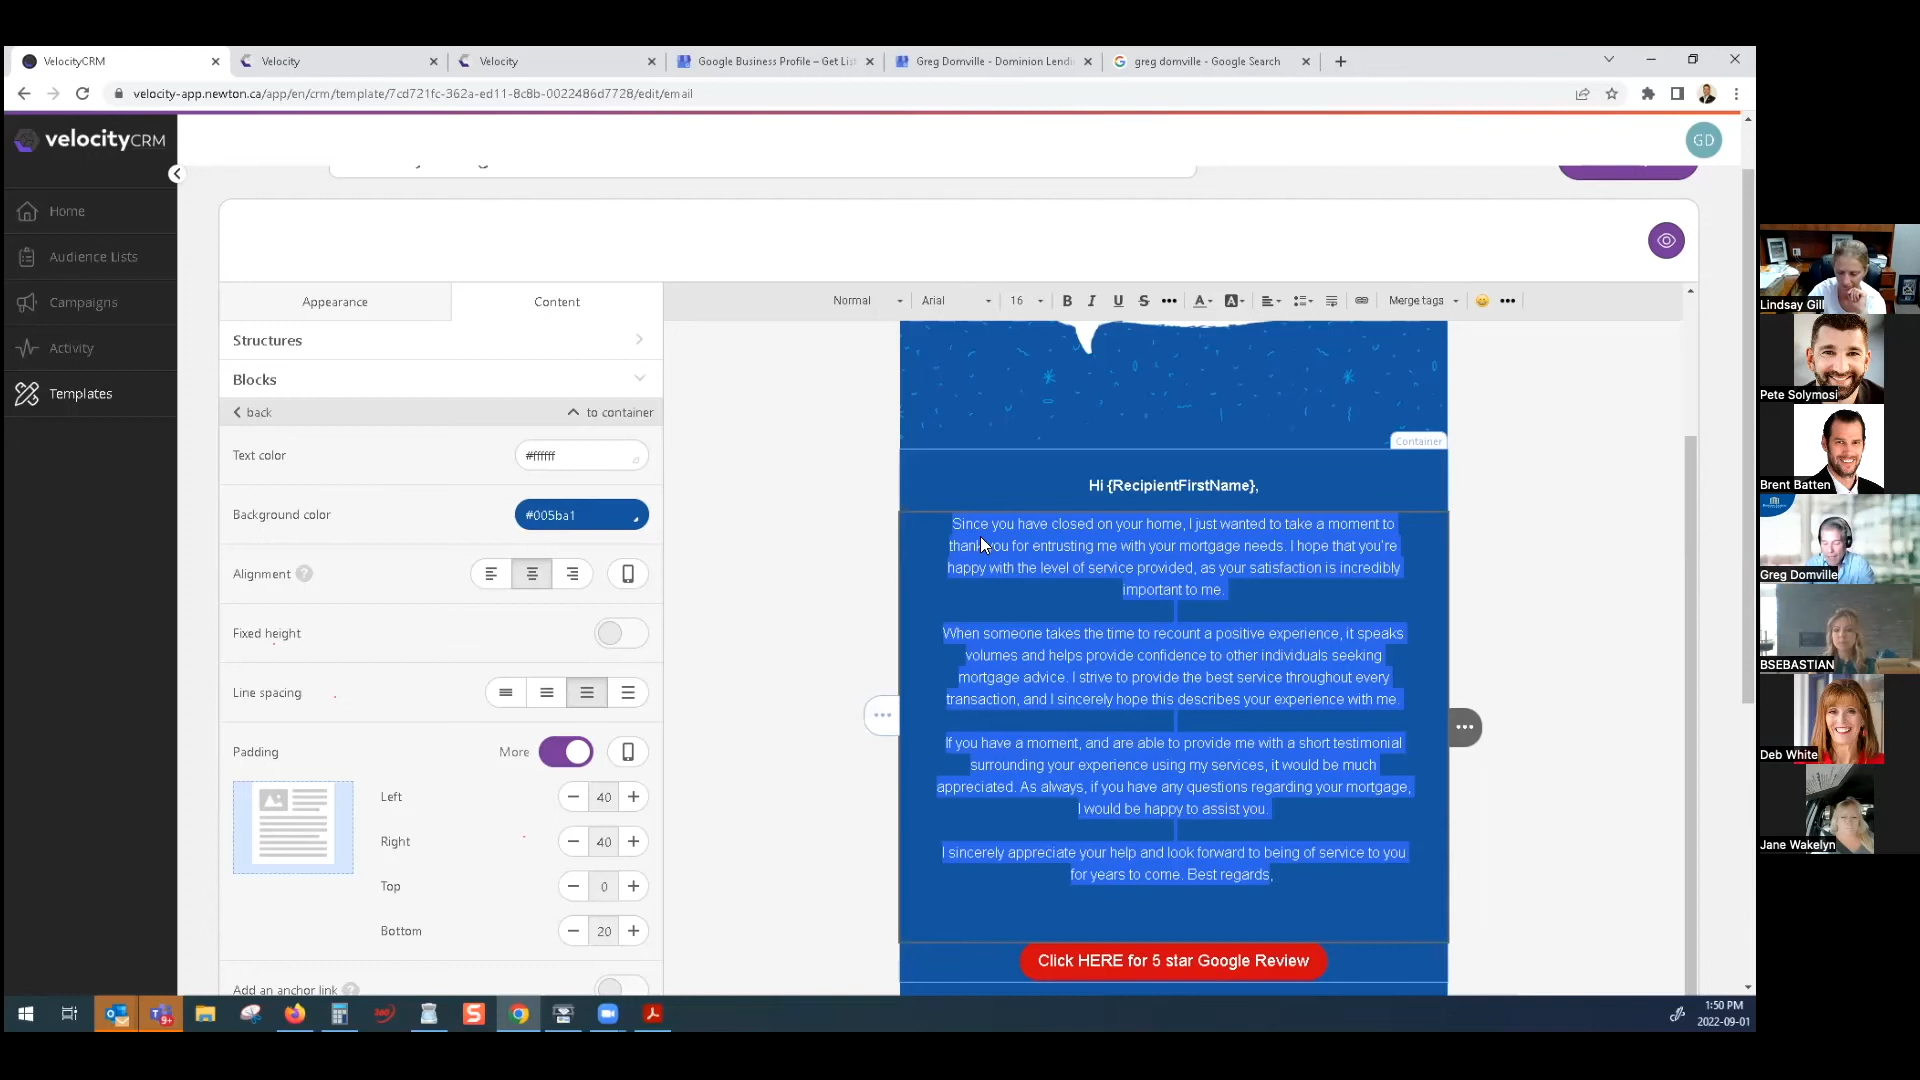 VelocityCRM
Velocity
Velocity
Google Business Profile – Get Lis
Greg Domville - Dominion Lendi
greg domville - Google Search
velocity-app.newton.ca/app/en/crm/template/7cd721fc-362a-ed11-8c8b-0022486d7728/edit/email
velocityCRM
GD
Home
Audience Lists
Campaigns
Activity
Templates
Appearance
Content
Structures
Blocks
back
to container
Text color
#ffffff
Background color
#005ba1
Alignment ?
Fixed height
Line spacing
Padding
More
Left
40
Right
40
Top
0
Bottom
20
Add an anchor link ?
Normal
Arial
16
B I U S
A
A
Merge tags
Container
Hi {RecipientFirstName},
Since you have closed on your home, I just wanted to take a moment to
thank you for entrusting me with your mortgage needs. I hope that you're
happy with the level of service provided, as your satisfaction is incredibly
important to me.
When someone takes the time to recount a positive experience, it speaks
volumes and helps provide confidence to other individuals seeking
mortgage advice. I strive to provide the best service throughout every
transaction, and I sincerely hope this describes your experience with me.
If you have a moment, and are able to provide me with a short testimonial
surrounding your experience using my services, it would be much
appreciated. As always, if you have any questions regarding your mortgage,
I would be happy to assist you.
I sincerely appreciate your help and look forward to being of service to you
for years to come. Best regards,
Click HERE for 5 star Google Review
Lindsay Gill
Pete Solymosi
Brent Batten
Greg Domville
BSEBASTIAN
Deb White
Jane Wakelyn
9+
1:50 PM
2022-09-01